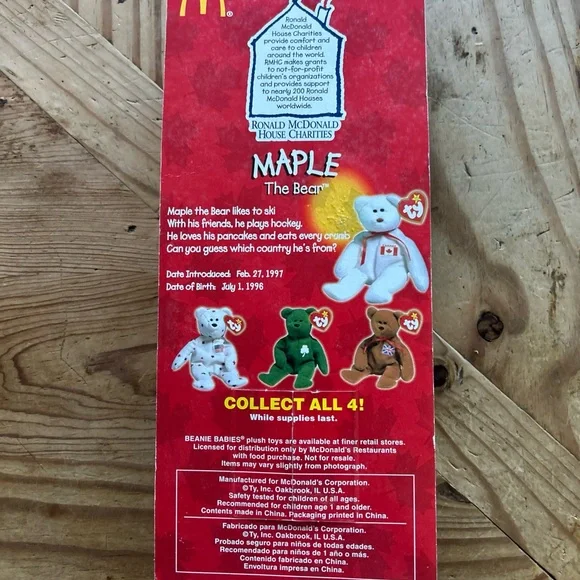 M®
Ronald
McDonald
House Charities
provide comfort and
care to children
around the world.
RMHC makes grants
to not-for-profit
children's organizations
and provides support
to nearly 200 Ronald
McDonald Houses
worldwide.
RONALD MCDONALD
HOUSE CHARITIES
MAPLE
The Bear™
Maple the Bear likes to ski
With his friends, he plays hockey.
He loves his pancakes and eats every crumb
Can you guess which country he's from?
Date Introduced: Feb. 27, 1997
Date of Birth: July 1, 1996
ty
ty
ty
ty
COLLECT ALL 4!
While supplies last.
BEANIE BABIES® plush toys are available at finer retail stores.
Licensed for distribution only by McDonald's Restaurants
with food purchase. Not for resale.
Items may vary slightly from photograph.
Manufactured for McDonald's Corporation.
©Ty, Inc. Oakbrook, IL U.S.A.
Safety tested for children of all ages.
Recommended for children age 1 and older.
Contents made in China. Packaging printed in China.
Fabricado para McDonald's Corporation.
©Ty, Inc. Oakbrook, IL U.S.A.
Probado seguro para niños de todas edades.
Recomendado para niños de 1 año o más.
Contenido fabricado en China.
Envoltura impresa en China.